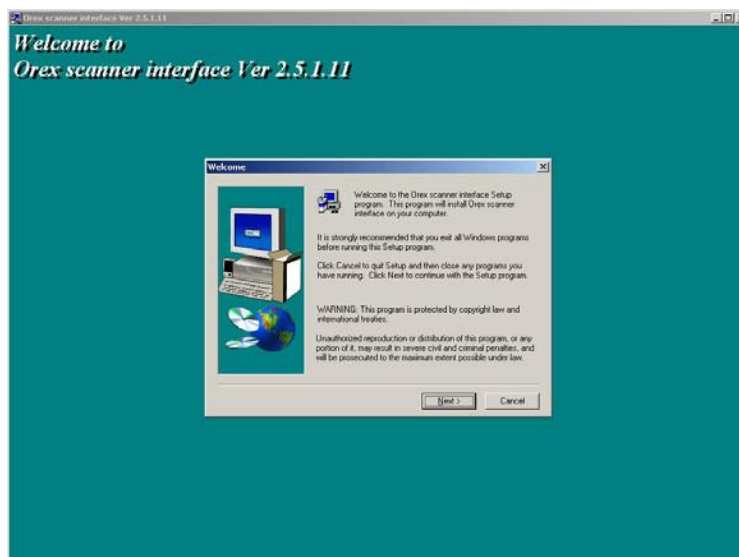 Orex scanner interface Ver 2.5.1.11
Welcome to
Orex scanner interface Ver 2.5.1.11
Welcome
Welcome to the Orex scanner interface Setup
program. This program will install Orex scanner
interface on your computer.
It is strongly recommended that you exit all Windows programs
before running this Setup program.
Click Cancel to quit Setup and then close any programs you
have running. Click Next to continue with the Setup program.
WARNING: This program is protected by copyright law and
international treaties.
Unauthorized reproduction or distribution of this program, or any
portion of it, may result in severe civil and criminal penalties, and
will be prosecuted to the maximum extent possible under law.
Next > Cancel